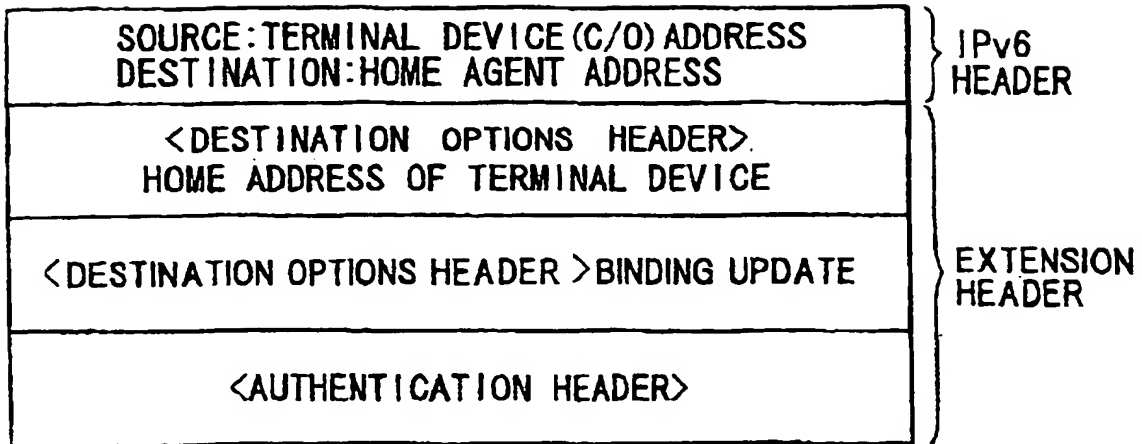 SOURCE:TERMINAL DEVICE(C/O)ADDRESS
DESTINATION:HOME AGENT ADDRESS
IPv6
HEADER
<DESTINATION OPTIONS HEADER>
HOME ADDRESS OF TERMINAL DEVICE
<DESTINATION OPTIONS HEADER>BINDING UPDATE
EXTENSION
HEADER
<AUTHENTICATION HEADER>